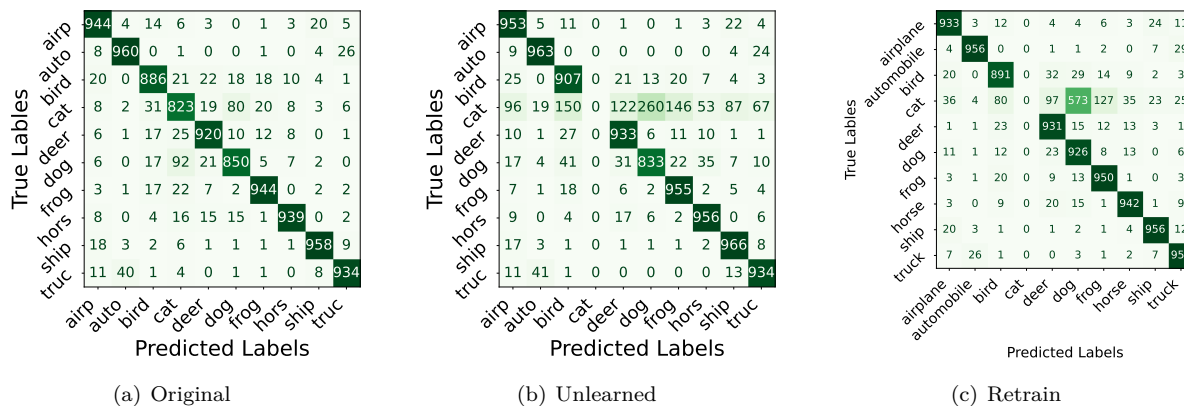 True Lables
airp 944 4 14 6 3 1 0 3 20 5
auto 8 960 0 1 0 0 1 0 4 26
bird 20 0 886 21 22 18 18 10 4 1
cat 8 2 31 823 19 80 20 8 3 6
deer 6 1 17 25 920 10 12 8 0 1
dog 6 0 17 92 21 850 5 7 2 0
frog 3 1 17 22 7 2 944 0 2 2
hors 8 0 4 16 15 15 1 939 0 2
ship 18 3 2 6 1 1 1 1 958 9
truc 11 40 1 4 0 1 1 0 8 934
airp auto bird cat deer dog frog hors ship truc
Predicted Labels
(a) Original
True Lables
airp 953 5 11 0 1 0 1 3 22 4
auto 9 963 0 0 0 0 0 0 4 24
bird 25 0 907 0 21 13 20 7 4 3
cat 96 19 150 0 122 260 146 53 87 67
deer 10 1 27 0 933 6 11 10 1 1
dog 17 4 41 0 31 833 22 35 7 10
frog 7 1 18 0 6 2 955 2 5 4
hors 9 0 4 0 17 6 2 956 0 6
ship 17 3 1 0 1 1 1 2 966 8
truc 11 41 1 0 0 0 0 0 13 934
airp auto bird cat deer dog frog hors ship truc
Predicted Labels
(b) Unlearned
True Lables
airplane 933 3 12 0 4 4 6 3 24 11
automobile 4 956 0 0 1 1 2 0 7 29
bird 20 0 891 0 32 29 14 9 2 3
cat 36 4 80 0 97 573 127 35 23 25
deer 1 1 23 0 931 15 12 13 3 1
dog 11 1 12 0 23 926 8 13 0 6
frog 3 1 20 0 9 13 950 1 0 3
horse 3 0 9 0 20 15 1 942 1 9
ship 20 3 1 0 1 2 1 4 956 12
truck 7 26 1 0 0 3 1 2 7 95
airplane automobile bird cat deer dog frog horse ship truck
Predicted Labels
(c) Retrain